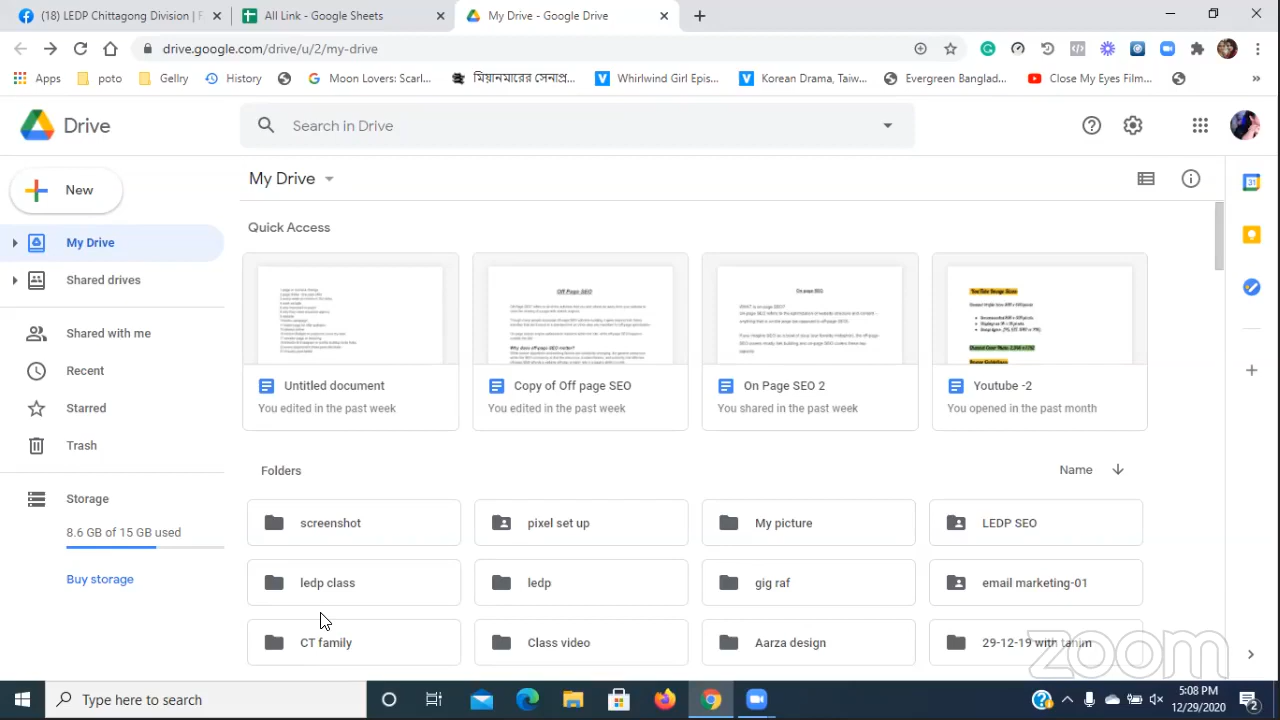 (18) LEDP Chittagong Division | F
All Link - Google Sheets
My Drive - Google Drive
drive.google.com/drive/u/2/my-drive
Apps
poto
Gellry
History
Moon Lovers: Scarl...
মিয়ানমারের সেনাপ্র...
Whirlwind Girl Epis...
Korean Drama, Taiw...
Evergreen Banglad...
Close My Eyes Film...
»
Drive
Search in Drive
New
My Drive
My Drive
Shared drives
Shared with me
Recent
Starred
Trash
Storage
8.6 GB of 15 GB used
Buy storage
Quick Access
Off Page SEO
On page SEO
Untitled document
You edited in the past week
Copy of Off page SEO
You edited in the past week
On Page SEO 2
You shared in the past week
Youtube -2
You opened in the past month
Folders
Name
screenshot
pixel set up
My picture
LEDP SEO
ledp class
ledp
gig raf
email marketing-01
CT family
Class video
Aarza design
29-12-19 with tanim
zoom
Type here to search
5:08 PM
12/29/2020
2
31